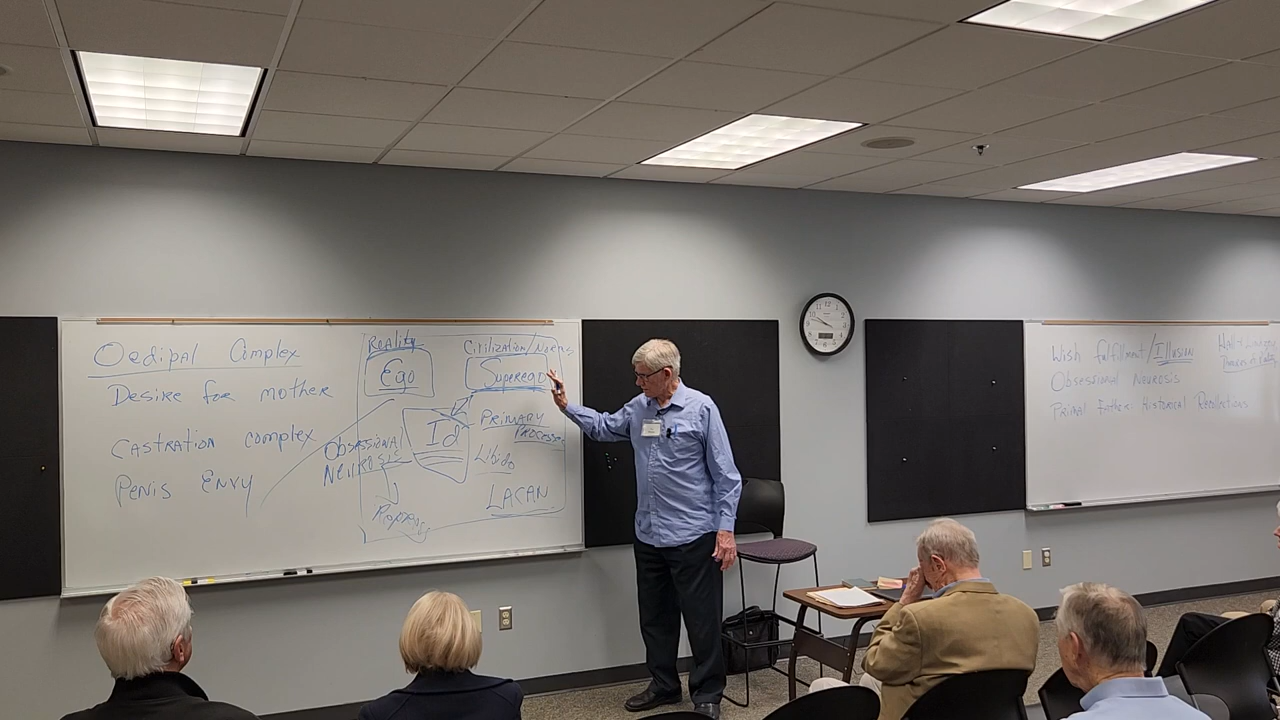 Oedipal Complex
Desire for mother
Castration complex
Penis Envy
Reality
Ego
Civilization/
Superego
Id
Primary
Process
Libido
Lacan
Obsessional
Neurosis
Wish fulfillment/Illusion
Obsessional Neurosis
Primal Father: Historical Recollections